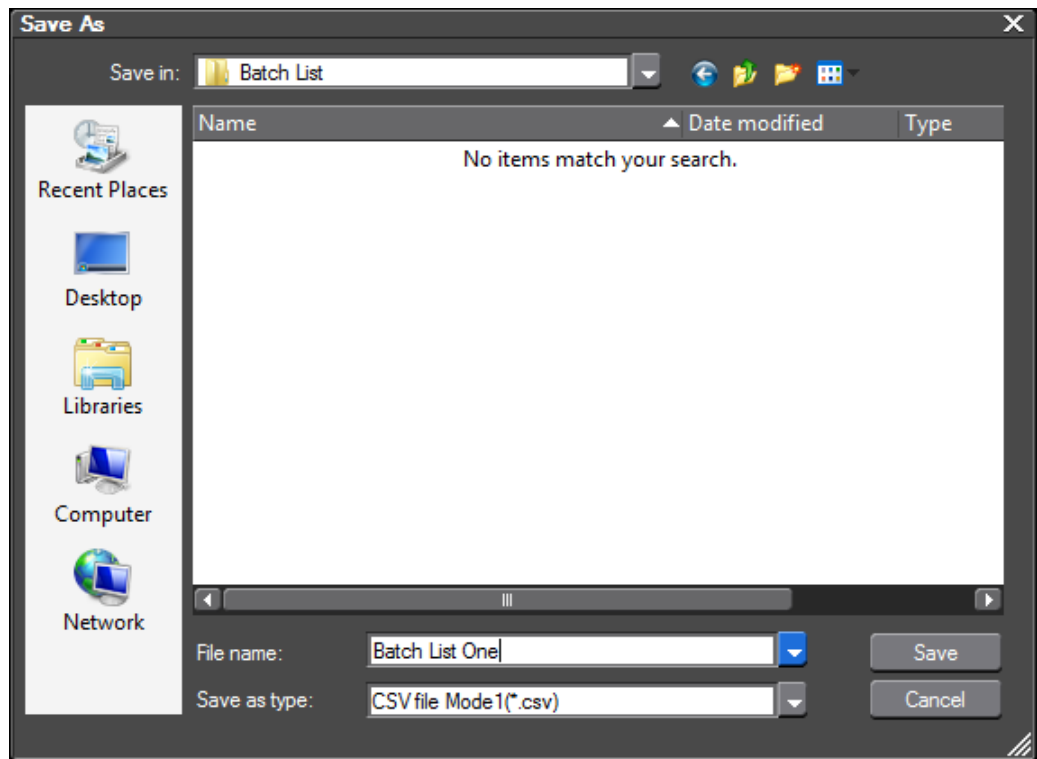 Save As
Save in: Batch List
Name Date modified Type
No items match your search.
Recent Places
Desktop
Libraries
Computer
Network
File name: Batch List One
Save
Save as type: CSV file Mode1(*.csv)
Cancel